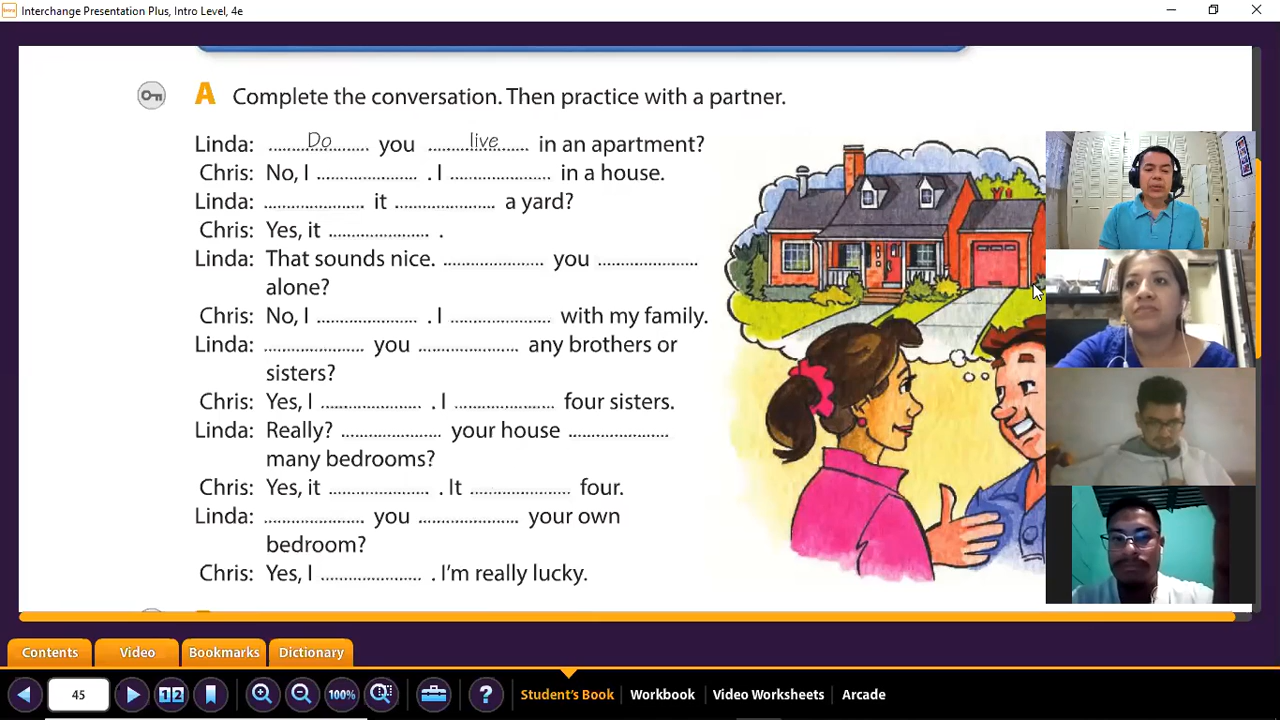 Interchange Presentation Plus, Intro Level, 4e
A Complete the conversation. Then practice with a partner.
Linda: ....Do.... you ....live.... in an apartment?
Chris: No, I .................... . I .................... in a house.
Linda: .................... it .................... a yard?
Chris: Yes, it .................... .
Linda: That sounds nice. .................... you ....................
alone?
Chris: No, I .................... . I .................... with my family.
Linda: .................... you .................... any brothers or
sisters?
Chris: Yes, I .................... . I .................... four sisters.
Linda: Really? .................... your house ....................
many bedrooms?
Chris: Yes, it .................... . It .................... four.
Linda: .................... you .................... your own
bedroom?
Chris: Yes, I .................... . I'm really lucky.
Contents Video Bookmarks Dictionary
45 1 2 100% ? Student's Book Workbook Video Worksheets Arcade